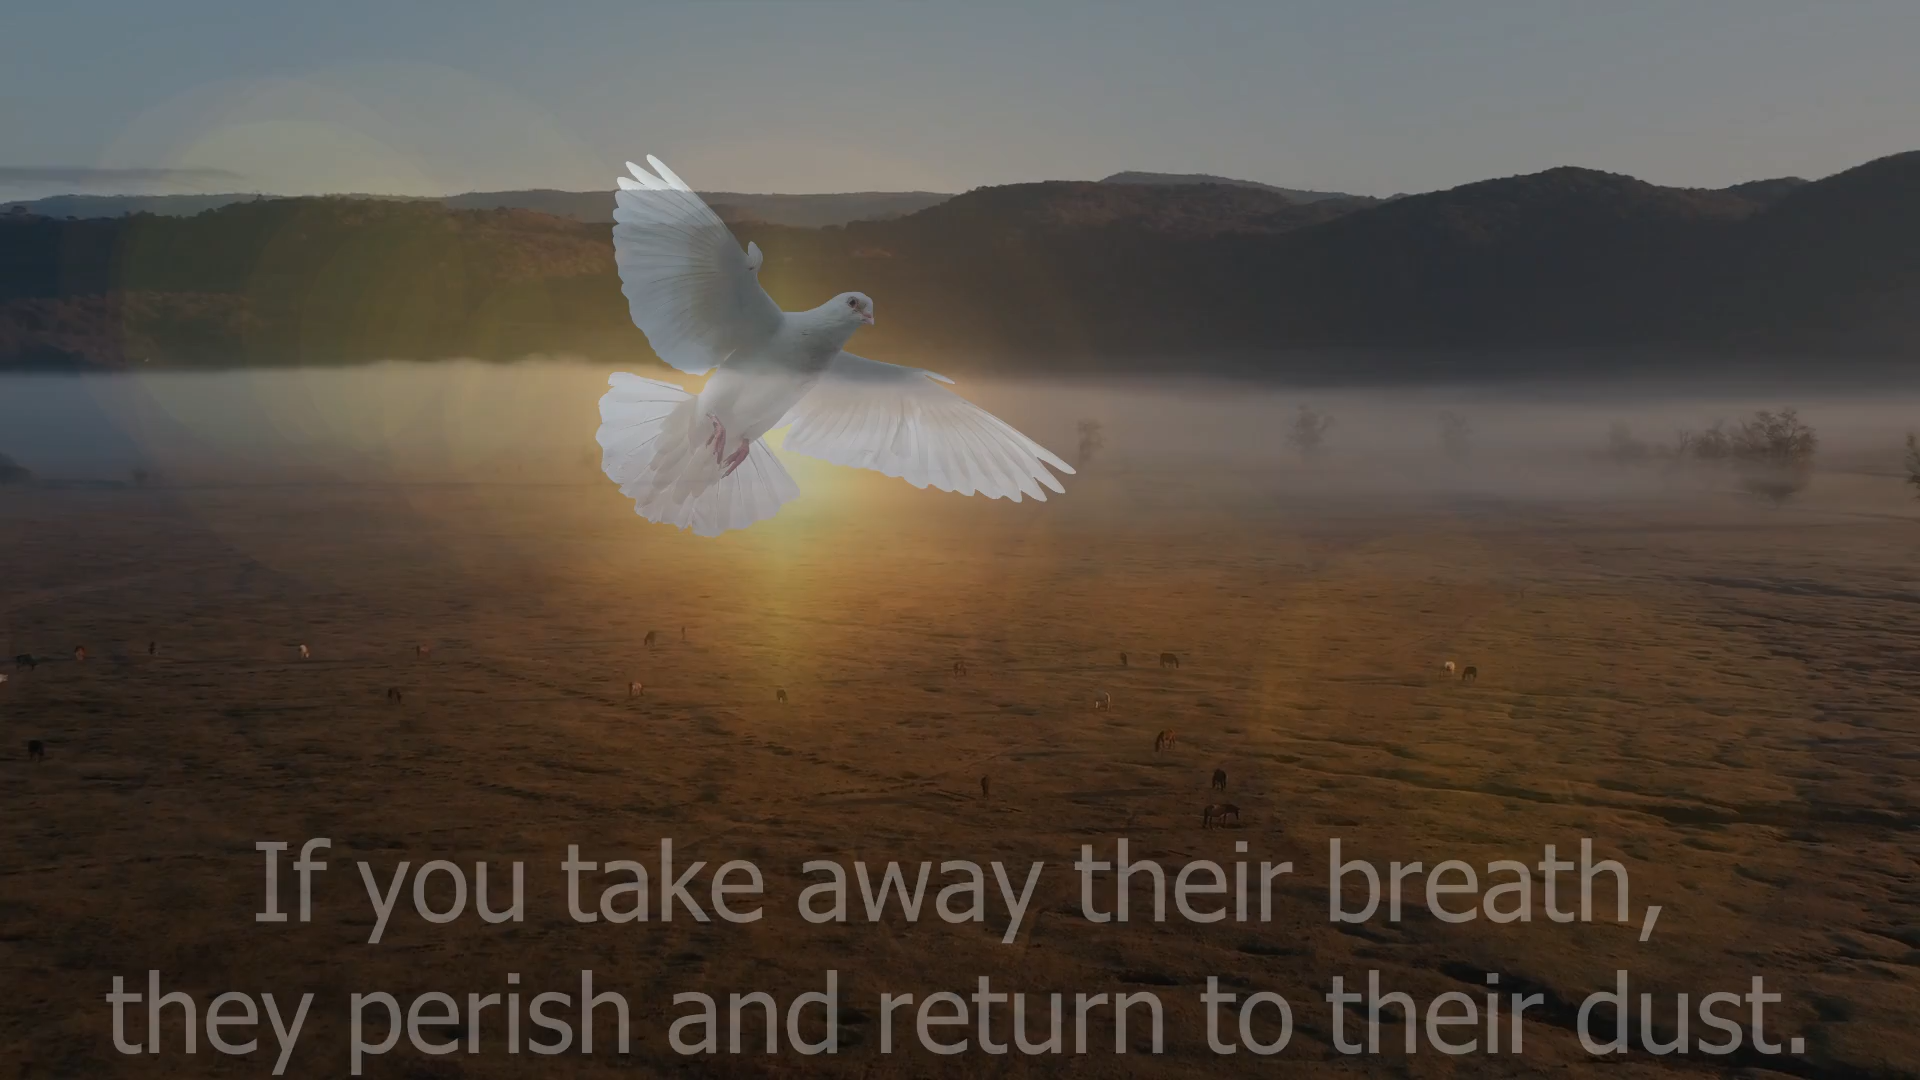 If you take away their breath,
they perish and return to their dust.